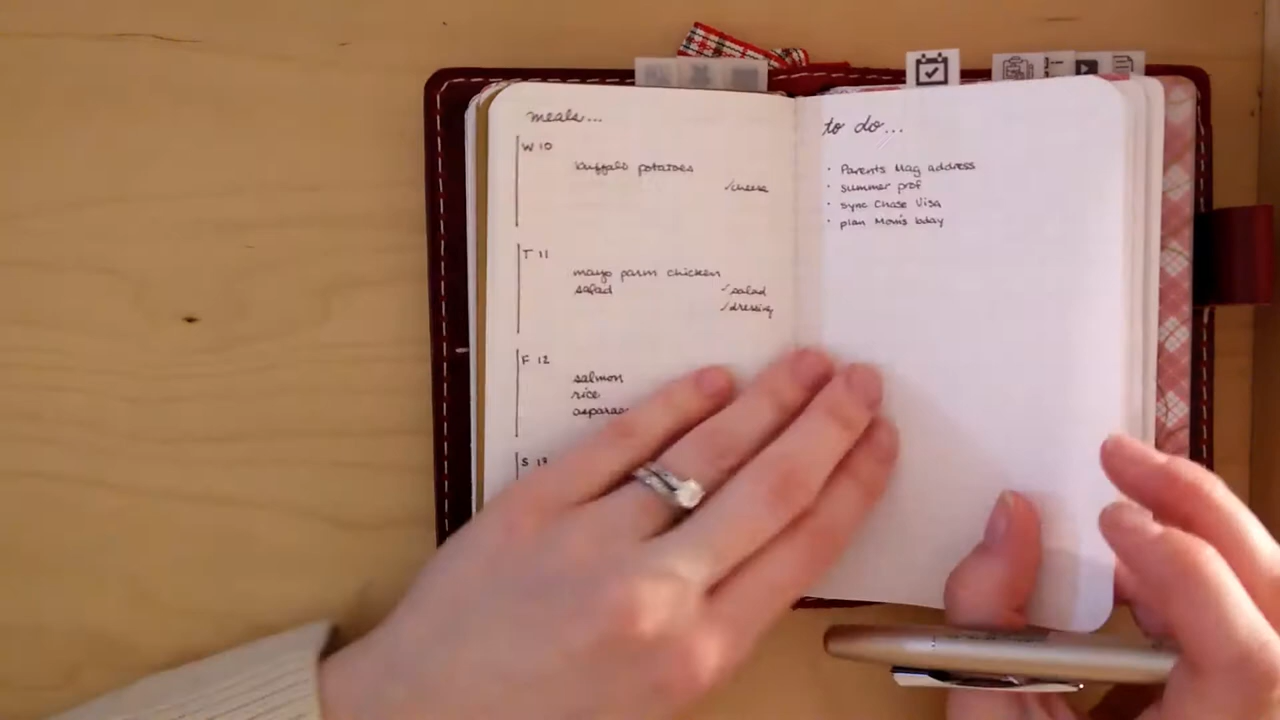 meals...
W 10
buffalo potatoes
✓cheese
T 11
mayo parm chicken
salad
✓salad
✓dressing
F 12
salmon
rice
S 13
to do...
· Parents Mag address
· summer prof
· sync Chase Visa
· plan Mom's bday